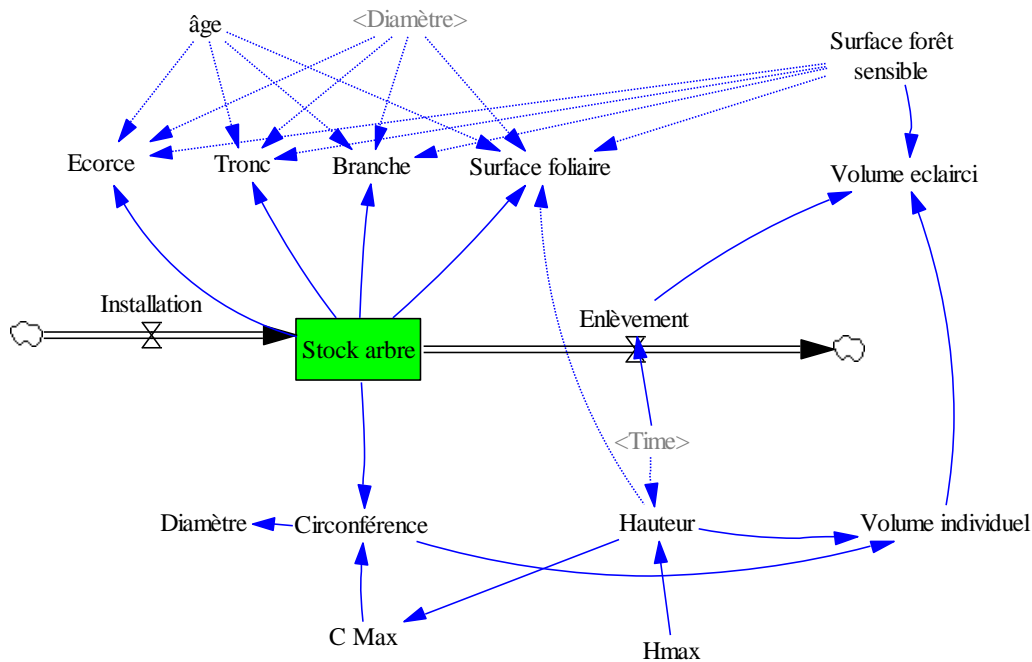 âge
<Diamètre>
Surface forêt
sensible
Ecorce
Tronc
Branche
Surface foliaire
Volume eclairci
Installation
Enlèvement
Stock arbre
<Time>
Diamètre
Circonférence
Hauteur
Volume individuel
C Max
Hmax